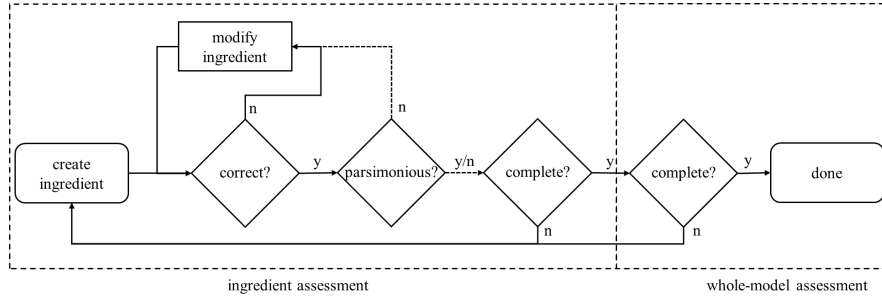 modify
ingredient
n
n
create
ingredient
correct?
y
parsimonious?
y/n
complete?
y
complete?
y
done
n
n
ingredient assessment
whole-model assessment